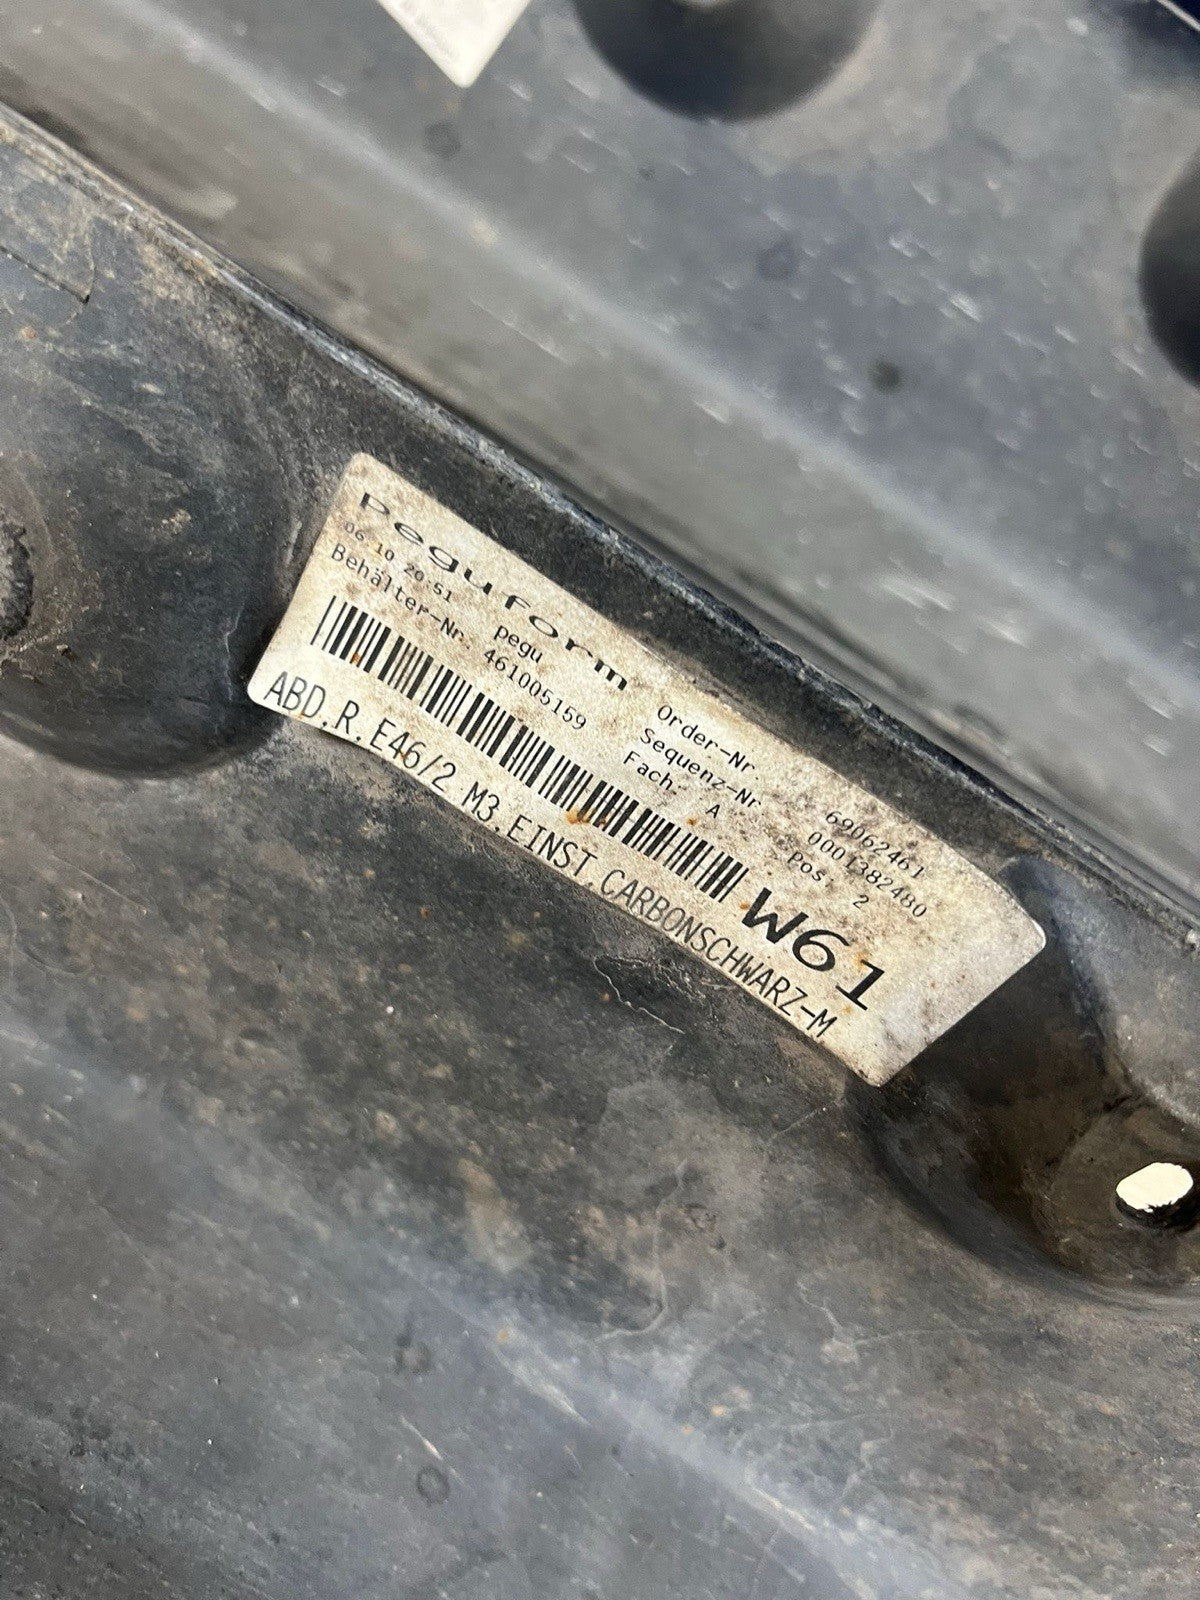 peguform
06.10 20:51 pegu
Behälter-Nr. 461005159
Order-Nr. 69062461
Sequenz-Nr 0001382480
Fach: A pos: 2
W61
ABD.R.E46/2 M3.EINST.CARBONSCHWARZ-M